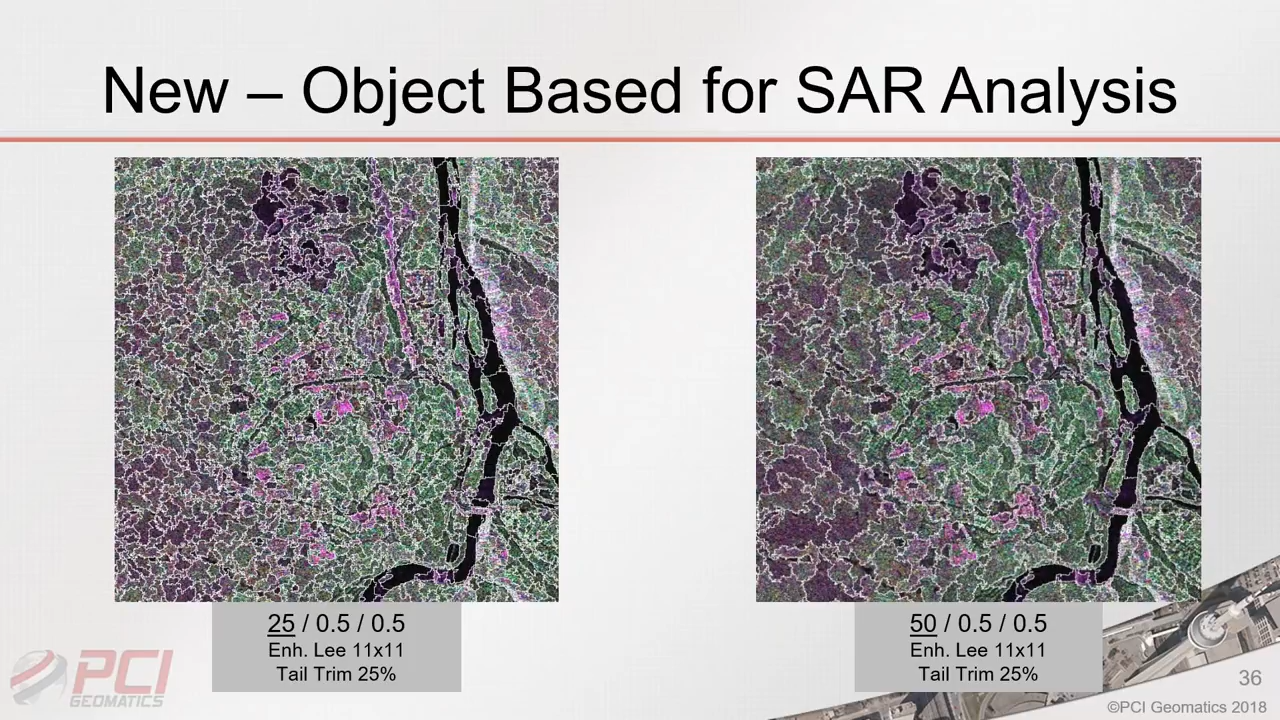 New – Object Based for SAR Analysis
25 / 0.5 / 0.5
Enh. Lee 11x11
Tail Trim 25%
50 / 0.5 / 0.5
Enh. Lee 11x11
Tail Trim 25%
PCI
GEOMATICS
36
©PCI Geomatics 2018